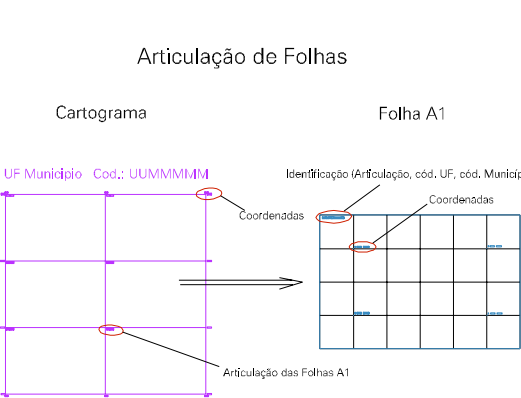 Articulação de Folhas
Cartograma
Folha A1
UF Municipio Cod.: UUMMMMM
Identificação (Articulação, cód. UF, cód. Municíp
Coordenadas
Coordenadas
Articulação das Folhas A1